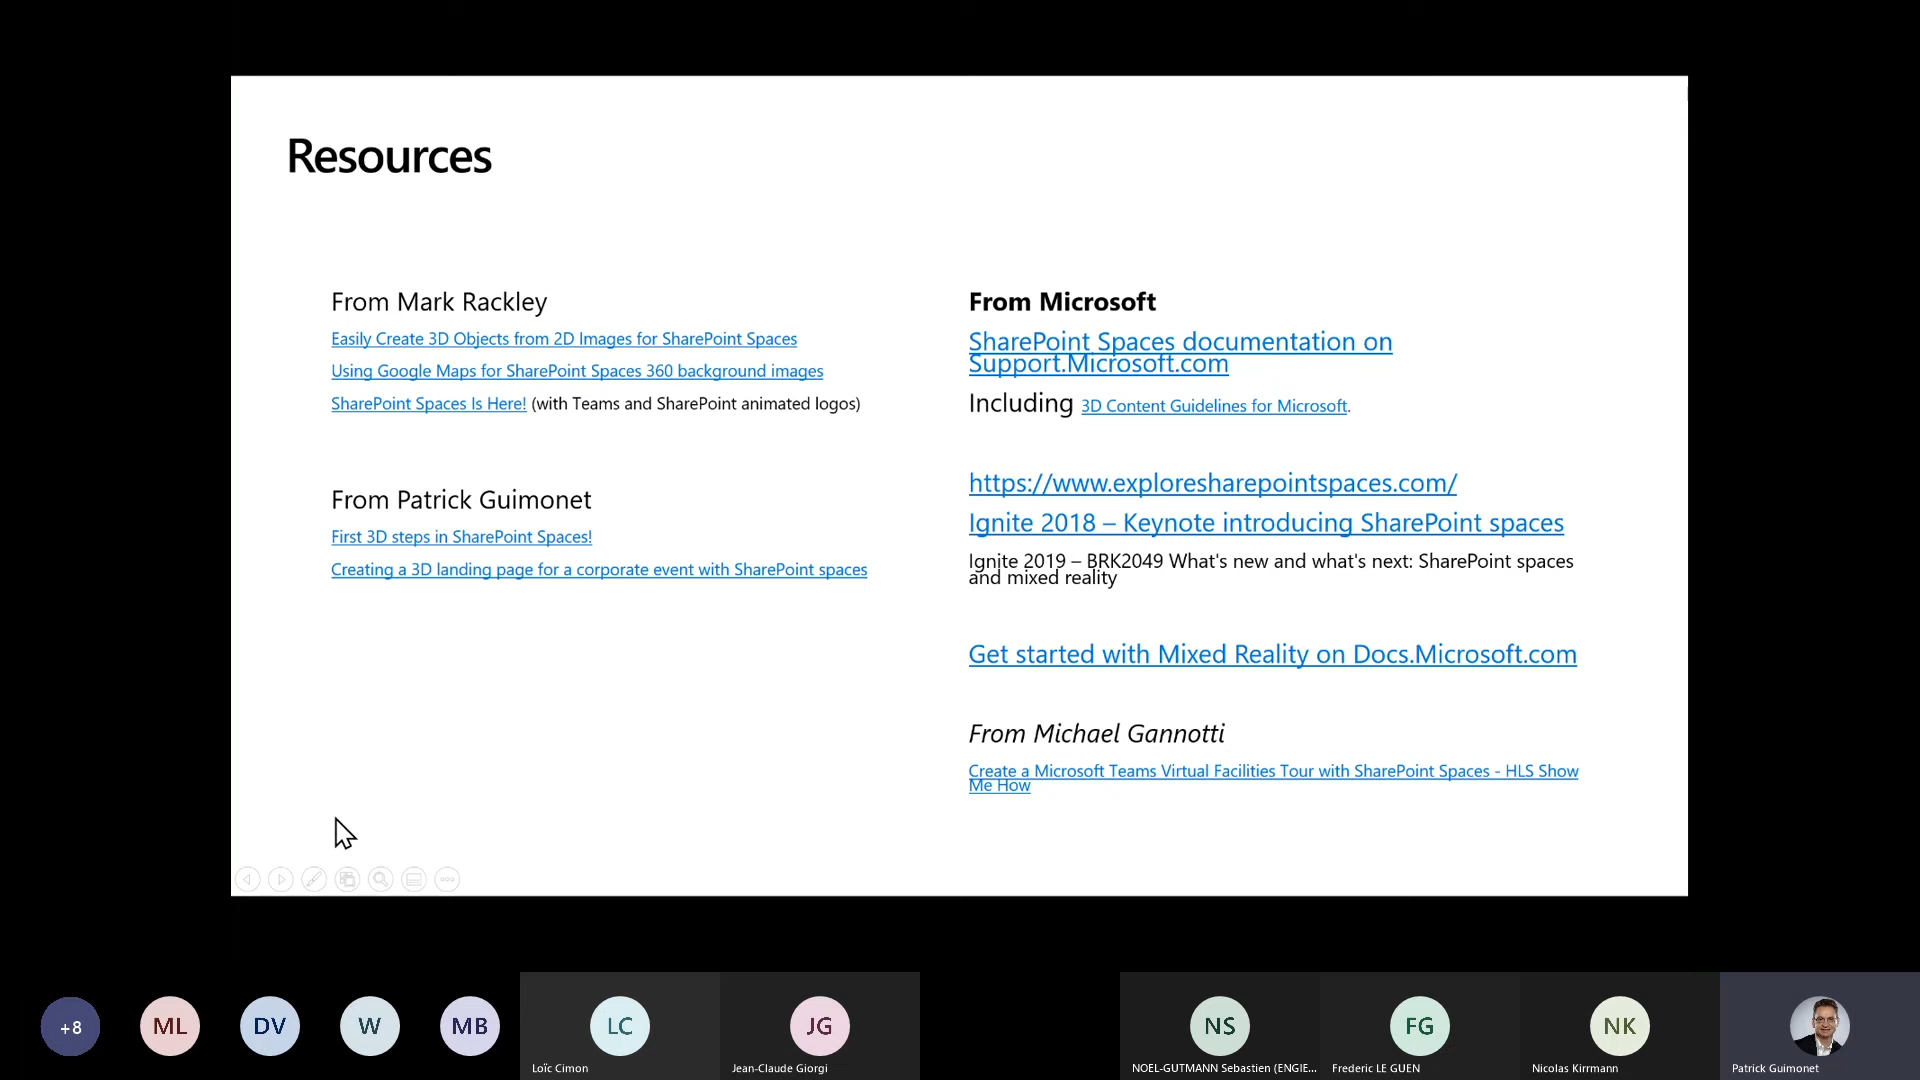 Resources
From Mark Rackley
Easily Create 3D Objects from 2D Images for SharePoint Spaces
Using Google Maps for SharePoint Spaces 360 background images
SharePoint Spaces Is Here! (with Teams and SharePoint animated logos)
From Patrick Guimonet
First 3D steps in SharePoint Spaces!
Creating a 3D landing page for a corporate event with SharePoint spaces
From Microsoft
SharePoint Spaces documentation on
Support.Microsoft.com
Including 3D Content Guidelines for Microsoft.
https://www.exploresharepointspaces.com/
Ignite 2018 – Keynote introducing SharePoint spaces
Ignite 2019 – BRK2049 What's new and what's next: SharePoint spaces
and mixed reality
Get started with Mixed Reality on Docs.Microsoft.com
From Michael Gannotti
Create a Microsoft Teams Virtual Facilities Tour with SharePoint Spaces - HLS Show
Me How
+8
ML
DV
W
MB
LC
Loïc Cimon
JG
Jean-Claude Giorgi
NS
NOEL-GUTMANN Sebastien (ENGIE...
FG
Frederic LE GUEN
NK
Nicolas Kirrmann
Patrick Guimonet